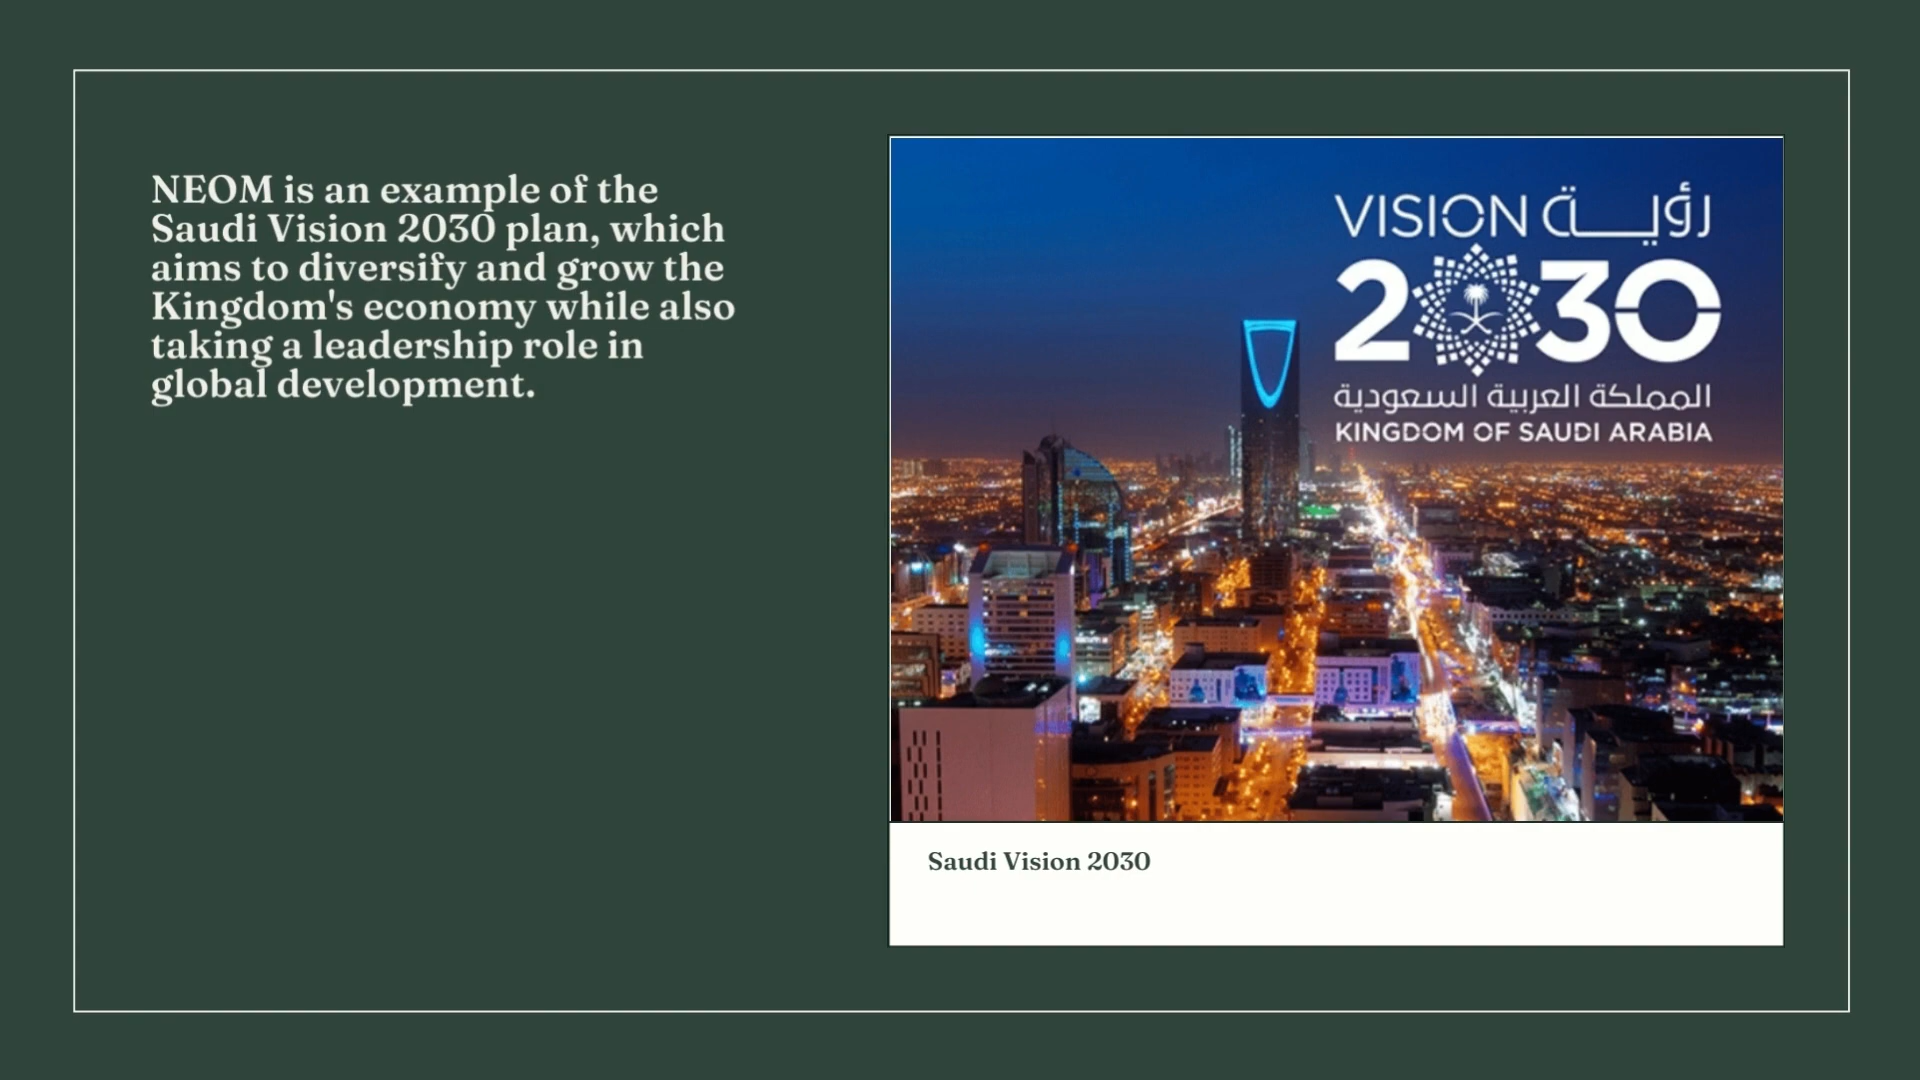 NEOM is an example of the
Saudi Vision 2030 plan, which
aims to diversify and grow the
Kingdom's economy while also
taking a leadership role in
global development.
VISION رؤيــة
2030
المملكة العربية السعودية
KINGDOM OF SAUDI ARABIA
Saudi Vision 2030